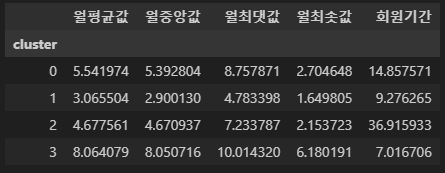 월평균값 월중앙값 월최댓값 월최솟값 회원기간
cluster
0 5.541974 5.392804 8.757871 2.704648 14.857571
1 3.065504 2.900130 4.783398 1.649805 9.276265
2 4.677561 4.670937 7.233787 2.153723 36.915933
3 8.064079 8.050716 10.014320 6.180191 7.016706